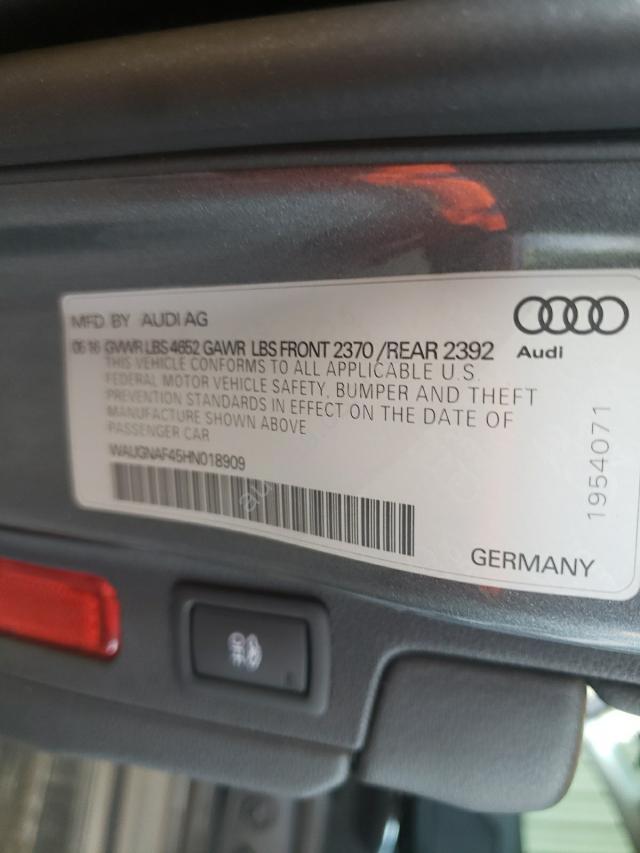 MFD BY AUDI AG
06 16 GVWR LBS 4652 GAWR LBS FRONT 2370 /REAR 2392
THIS VEHICLE CONFORMS TO ALL APPLICABLE U.S.
FEDERAL MOTOR VEHICLE SAFETY, BUMPER AND THEFT
PREVENTION STANDARDS IN EFFECT ON THE DATE OF
MANUFACTURE SHOWN ABOVE
PASSENGER CAR
WAUGNAF45HN018909
Audi
1954071
GERMANY
OFF